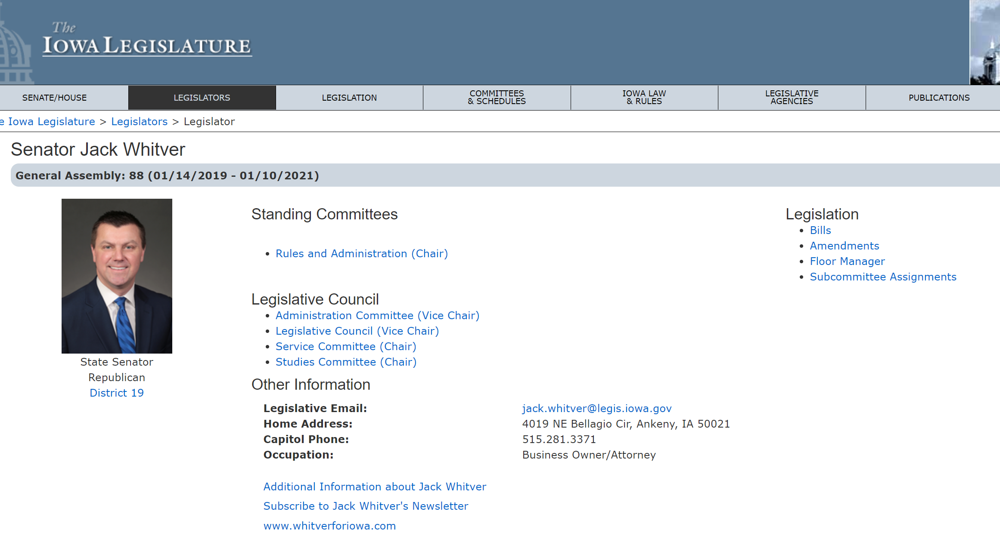 The
IOWA LEGISLATURE
SENATE/HOUSE
LEGISLATORS
LEGISLATION
COMMITTEES
& SCHEDULES
IOWA LAW
& RULES
LEGISLATIVE
AGENCIES
PUBLICATIONS
e Iowa Legislature > Legislators > Legislator
Senator Jack Whitver
General Assembly: 88 (01/14/2019 - 01/10/2021)
State Senator
Republican
District 19
Standing Committees
Rules and Administration (Chair)
Legislative Council
Administration Committee (Vice Chair)
Legislative Council (Vice Chair)
Service Committee (Chair)
Studies Committee (Chair)
Other Information
Legislative Email: jack.whitver@legis.iowa.gov
Home Address: 4019 NE Bellagio Cir, Ankeny, IA 50021
Capitol Phone: 515.281.3371
Occupation: Business Owner/Attorney
Additional Information about Jack Whitver
Subscribe to Jack Whitver's Newsletter
www.whitverforiowa.com
Legislation
Bills
Amendments
Floor Manager
Subcommittee Assignments